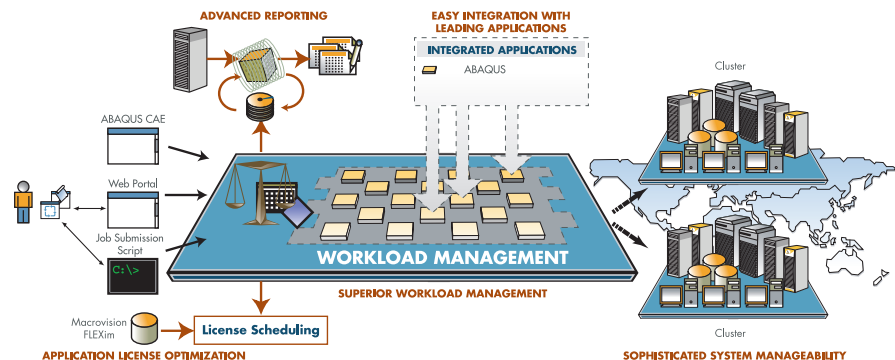 ADVANCED REPORTING
EASY INTEGRATION WITH
LEADING APPLICATIONS
INTEGRATED APPLICATIONS
ABAQUS
Cluster
ABAQUS CAE
Web Portal
Job Submission
Script
C:\>
WORKLOAD MANAGEMENT
SUPERIOR WORKLOAD MANAGEMENT
Macrovision
FLEXim
License Scheduling
Cluster
APPLICATION LICENSE OPTIMIZATION
SOPHISTICATED SYSTEM MANAGEABILITY